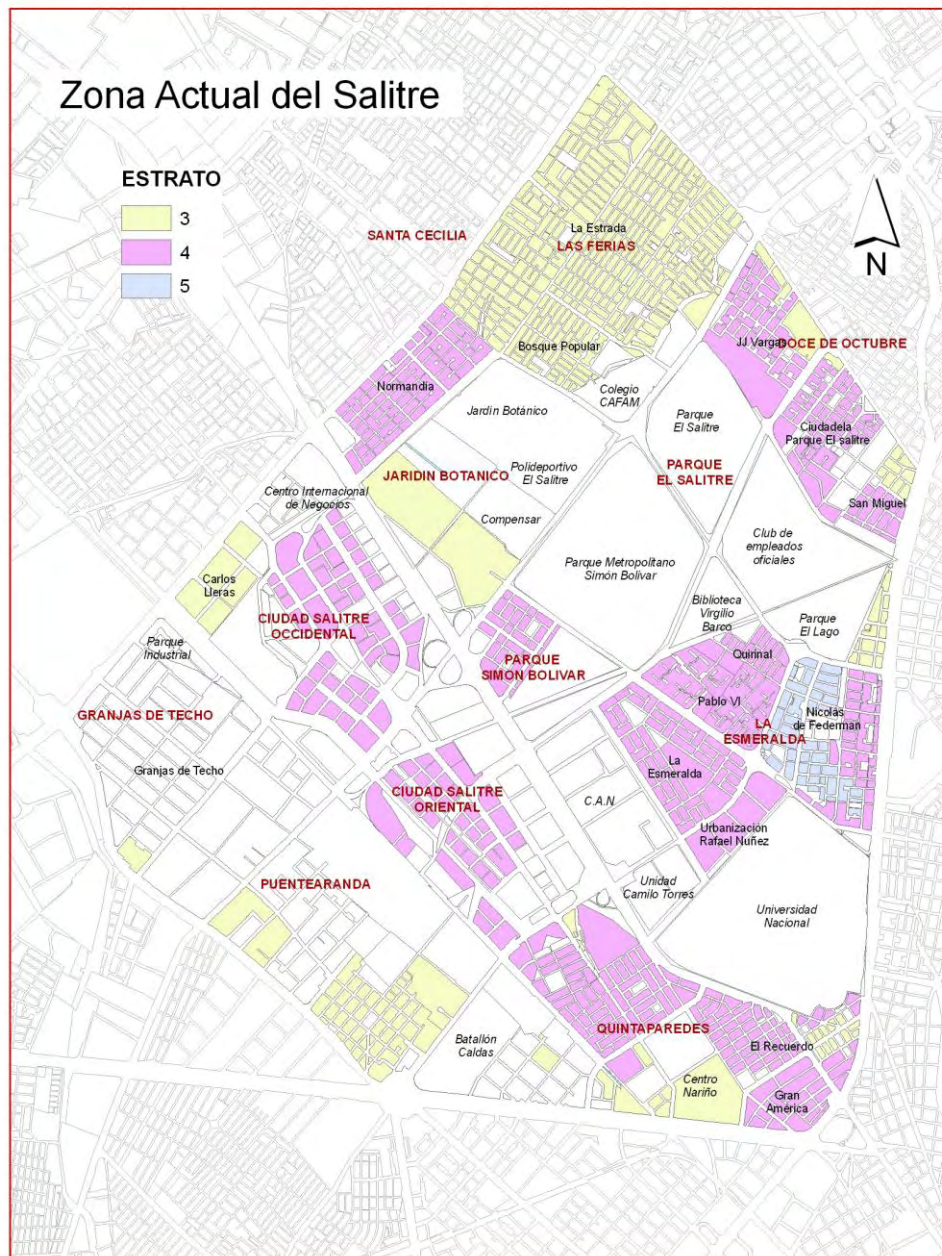 Zona Actual del Salitre
ESTRATO
3
4
5
N
SANTA CECILIA
La Estrada
LAS FERIAS
Bosque Popular
Normandia
Colegio
CAFAM
JJ Vargas
DOCE DE OCTUBRE
Jardín Botánico
Parque
El Salitre
Ciudadela
Parque El salitre
JARIDIN BOTANICO
Polideportivo
El Salitre
PARQUE
EL SALITRE
Centro Internacional
de Negocios
Compensar
San Miguel
Club de
empleados
oficiales
Parque Metropolitano
Simón Bolivar
Carlos
Lleras
Biblioteca
Virgilio
Barco
Parque
El Lago
CIUDAD SALITRE
OCCIDENTAL
Parque
Industrial
PARQUE
SIMON BOLIVAR
Quirinal
Pablo VI
GRANJAS DE TECHO
LA
ESMERALDA
Nicolas
de Federman
Granjas de Techo
La
Esmeralda
CIUDAD SALITRE
ORIENTAL
C.A.N.
Urbanización
Rafael Nuñez
PUENTEARANDA
Unidad
Camilo Torres
Universidad
Nacional
QUINTAPAREDES
Batallón
Caldas
El Recuerdo
Centro
Nariño
Gran
América